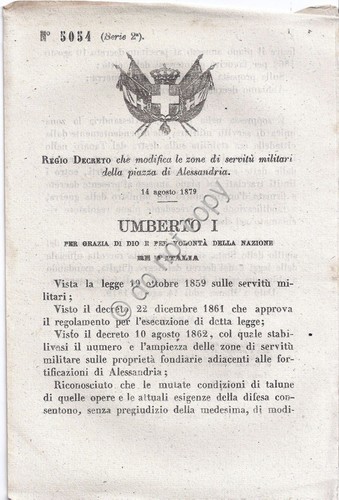 N° 5054 (Serie 2ª).
REGIO DECRETO che modifica le zone di servitù militari
della piazza di Alessandria.
14 agosto 1879
UMBERTO I
PER GRAZIA DI DIO E PER VOLONTÀ DELLA NAZIONE
RE D'ITALIA
Vista la legge 19 ottobre 1859 sulle servitù mi-
litari;
Visto il decreto 22 dicembre 1861 che approva
il regolamento per l'esecuzione di detta legge;
Visto il decreto 10 agosto 1862, col quale stabi-
livasi il numero e l'ampiezza delle zone di servitù
militare sulle proprietà fondiarie adiacenti alle for-
tificazioni di Alessandria;
Riconosciuto che le mutate condizioni di talune
di quelle opere e le attuali esigenze della difesa con-
sentono, senza pregiudizio della medesima, di modi-
do not copy